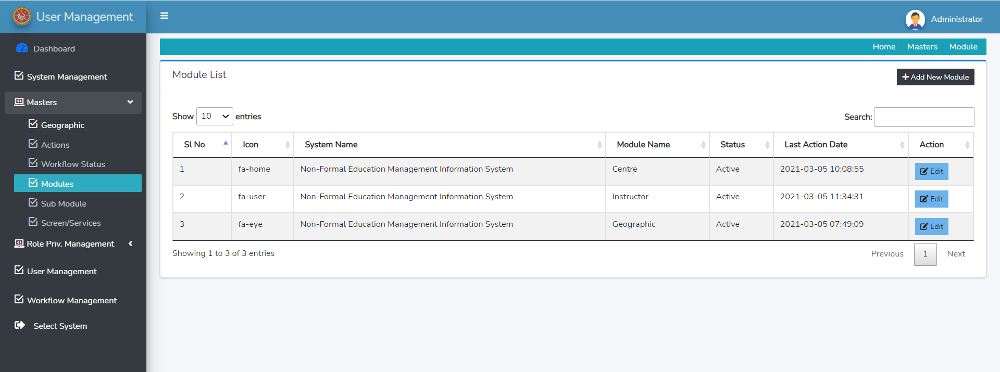 User Management
Administrator
Dashboard
System Management
Masters
Geographic
Actions
Workflow Status
Modules
Sub Module
Screen/Services
Role Priv. Management
User Management
Workflow Management
Select System
Home / Masters / Module
Module List
Add New Module
Show 10 entries
Search:
Sl No Icon System Name Module Name Status Last Action Date Action
1 fa-home Non-Formal Education Management Information System Centre Active 2021-03-05 10:08:55 Edit
2 fa-user Non-Formal Education Management Information System Instructor Active 2021-03-05 11:34:31 Edit
3 fa-eye Non-Formal Education Management Information System Geographic Active 2021-03-05 07:49:09 Edit
Showing 1 to 3 of 3 entries
Previous 1 Next